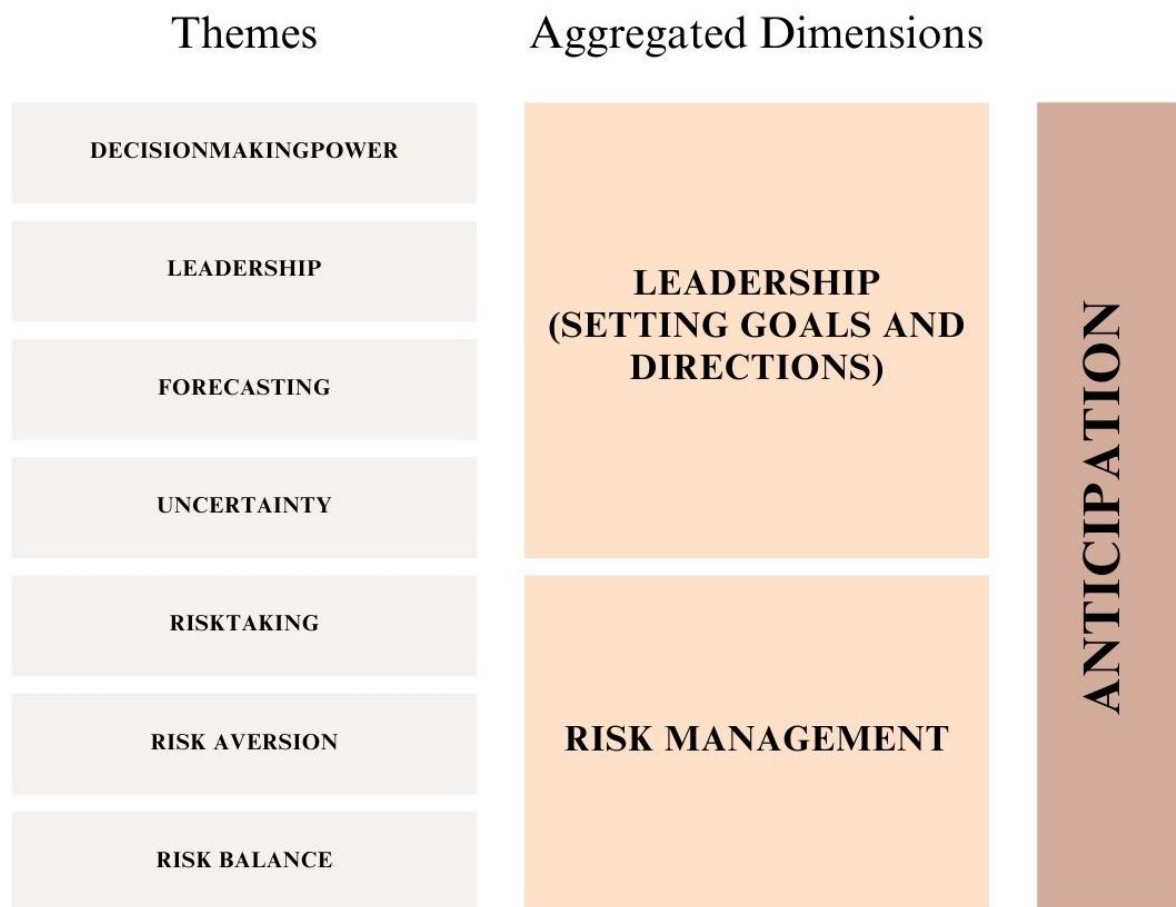 Themes
Aggregated Dimensions
DECISIONMAKINGPOWER
LEADERSHIP
FORECASTING
UNCERTAINTY
RISKTAKING
RISK AVERSION
RISK BALANCE
LEADERSHIP
(SETTING GOALS AND
DIRECTIONS)
RISK MANAGEMENT
ANTICIPATION